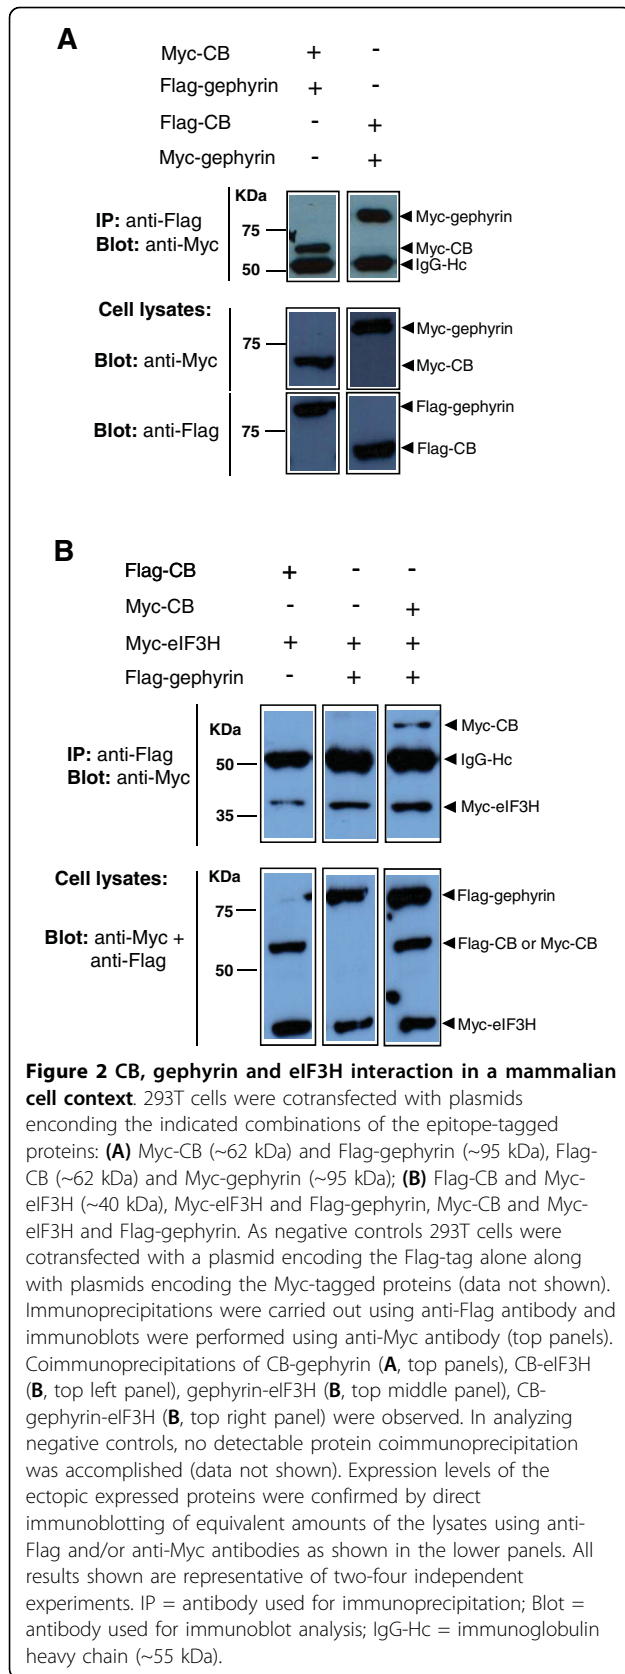 A
Myc-CB + -
Flag-gephyrin + -
Flag-CB - +
Myc-gephyrin - +
KDa
IP: anti-Flag
Blot: anti-Myc
75
50
Myc-gephyrin
Myc-CB
IgG-Hc
Cell lysates:
Blot: anti-Myc
75
Myc-gephyrin
Myc-CB
Blot: anti-Flag
75
Flag-gephyrin
Flag-CB
B
Flag-CB + - -
Myc-CB - - +
Myc-eIF3H + + +
Flag-gephyrin - + +
KDa
IP: anti-Flag
Blot: anti-Myc
50
35
Myc-CB
IgG-Hc
Myc-eIF3H
Cell lysates:
KDa
Blot: anti-Myc +
anti-Flag
75
50
Flag-gephyrin
Flag-CB or Myc-CB
Myc-eIF3H
Figure 2 CB, gephyrin and eIF3H interaction in a mammalian
cell context. 293T cells were cotransfected with plasmids
enconding the indicated combinations of the epitope-tagged
proteins: (A) Myc-CB (~62 kDa) and Flag-gephyrin (~95 kDa), Flag-
CB (~62 kDa) and Myc-gephyrin (~95 kDa); (B) Flag-CB and Myc-
eIF3H (~40 kDa), Myc-eIF3H and Flag-gephyrin, Myc-CB and Myc-
eIF3H and Flag-gephyrin. As negative controls 293T cells were
cotransfected with a plasmid encoding the Flag-tag alone along
with plasmids encoding the Myc-tagged proteins (data not shown).
Immunoprecipitations were carried out using anti-Flag antibody and
immunoblots were performed using anti-Myc antibody (top panels).
Coimmunoprecipitations of CB-gephyrin (A, top panels), CB-eIF3H
(B, top left panel), gephyrin-eIF3H (B, top middle panel), CB-
gephyrin-eIF3H (B, top right panel) were observed. In analyzing
negative controls, no detectable protein coimmunoprecipitation
was accomplished (data not shown). Expression levels of the
ectopic expressed proteins were confirmed by direct
immunoblotting of equivalent amounts of the lysates using anti-
Flag and/or anti-Myc antibodies as shown in the lower panels. All
results shown are representative of two-four independent
experiments. IP = antibody used for immunoprecipitation; Blot =
antibody used for immunoblot analysis; IgG-Hc = immunoglobulin
heavy chain (~55 kDa).